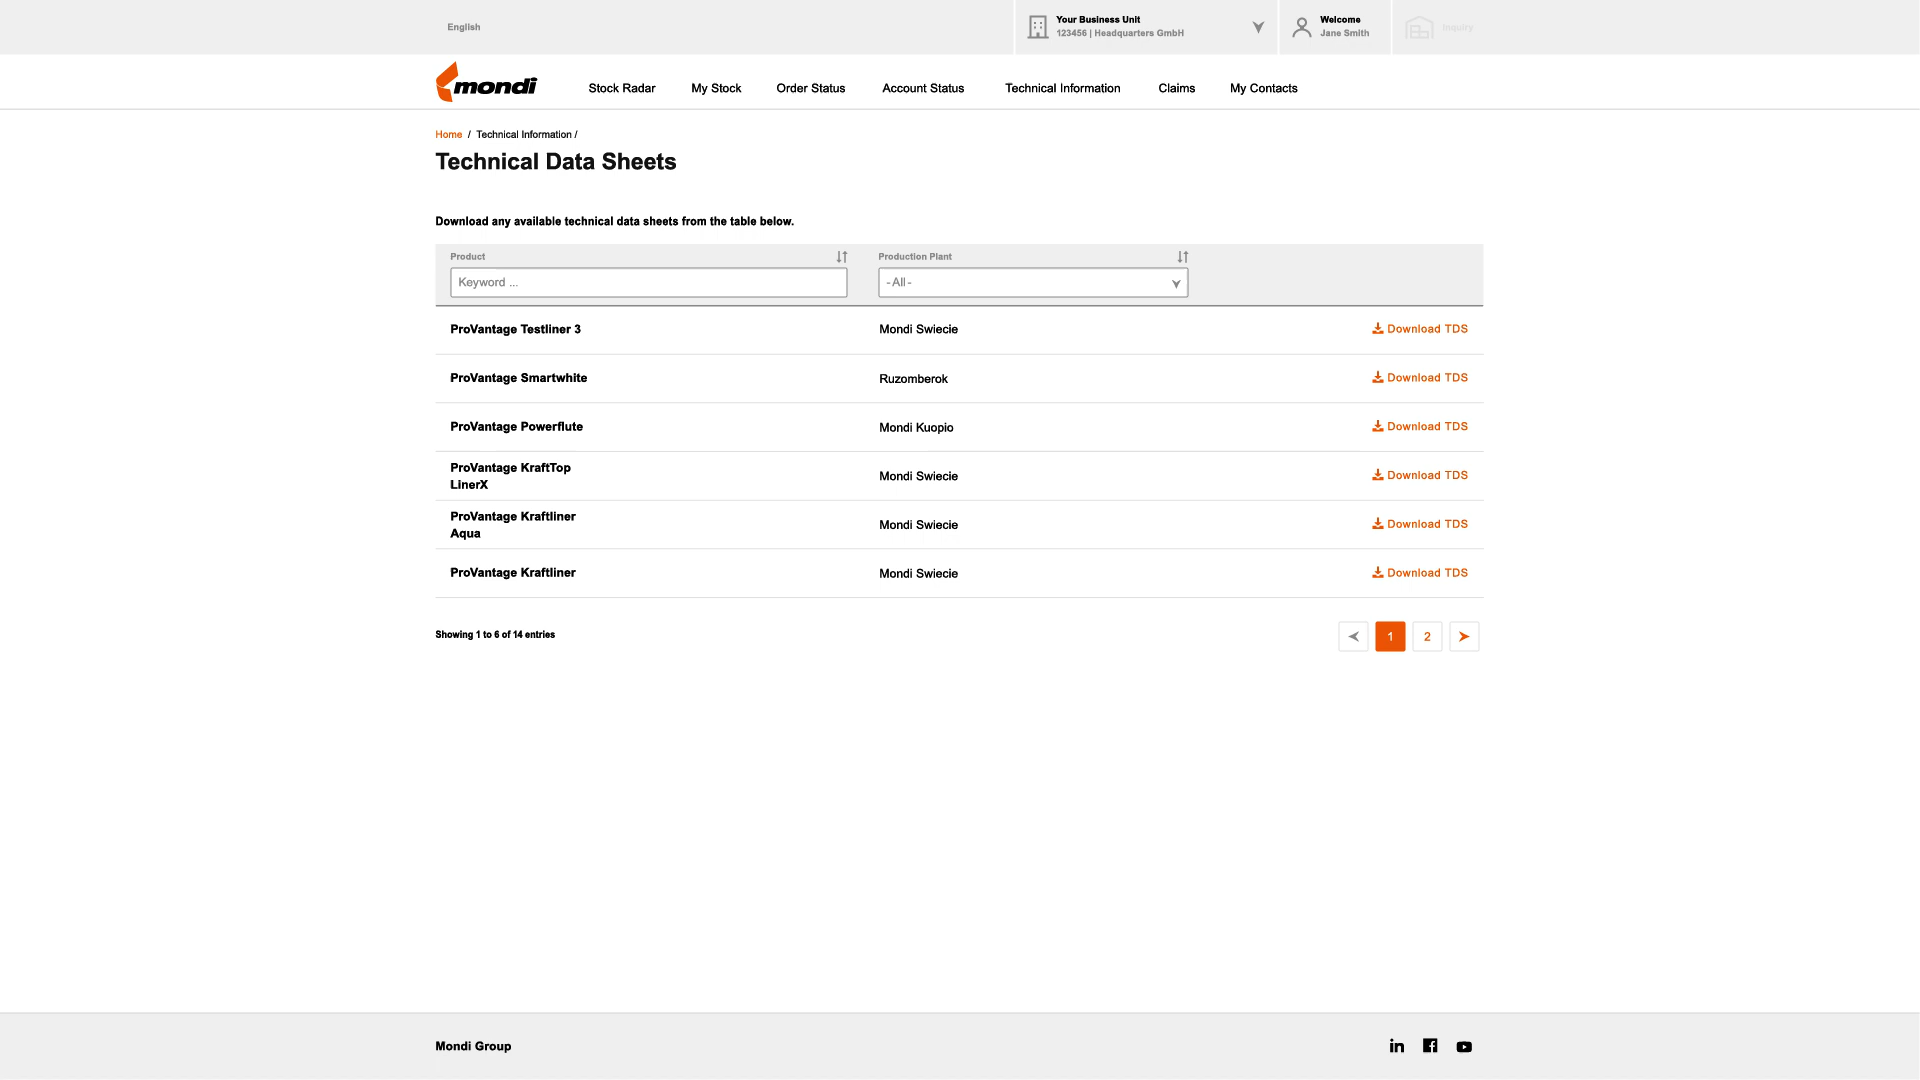 English
Your Business Unit
123456 | Headquarters GmbH
Welcome
Jane Smith
Inquiry
mondi
Stock Radar
My Stock
Order Status
Account Status
Technical Information
Claims
My Contacts
Home / Technical Information /
Technical Data Sheets
Download any available technical data sheets from the table below.
Product
Production Plant
Keyword ...
- All -
ProVantage Testliner 3
Mondi Swiecie
Download TDS
ProVantage Smartwhite
Ruzomberok
Download TDS
ProVantage Powerflute
Mondi Kuopio
Download TDS
ProVantage KraftTop
LinerX
Mondi Swiecie
Download TDS
ProVantage Kraftliner
Aqua
Mondi Swiecie
Download TDS
ProVantage Kraftliner
Mondi Swiecie
Download TDS
Showing 1 to 6 of 14 entries
1
2
Mondi Group